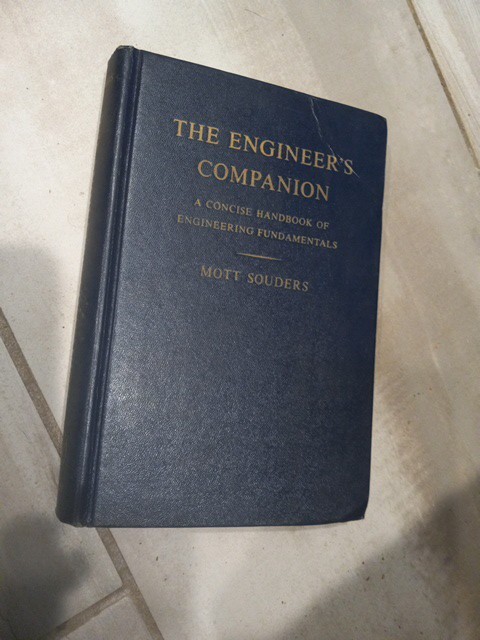 THE ENGINEER'S
COMPANION
A CONCISE HANDBOOK OF
ENGINEERING FUNDAMENTALS
MOTT SOUDERS